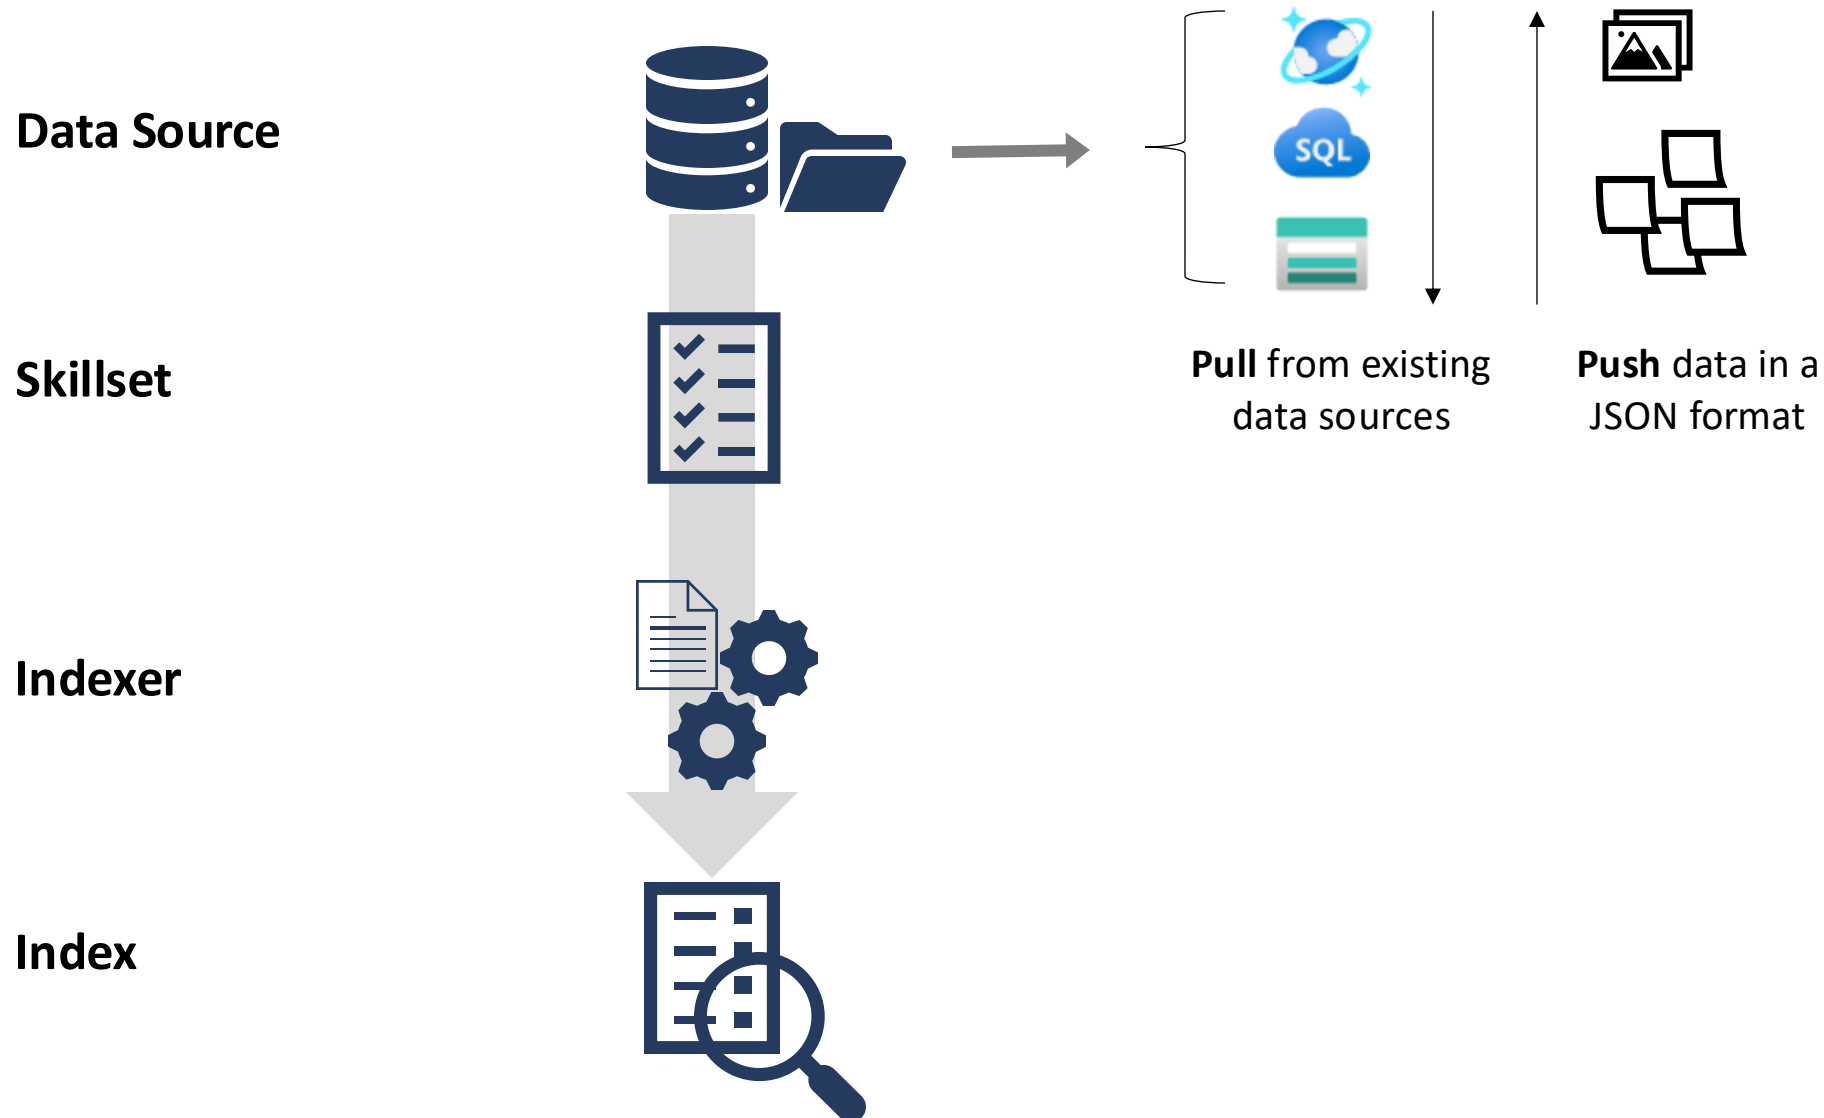 Data Source
SQL
Pull from existing
data sources
Push data in a
JSON format
Skillset
Indexer
Index